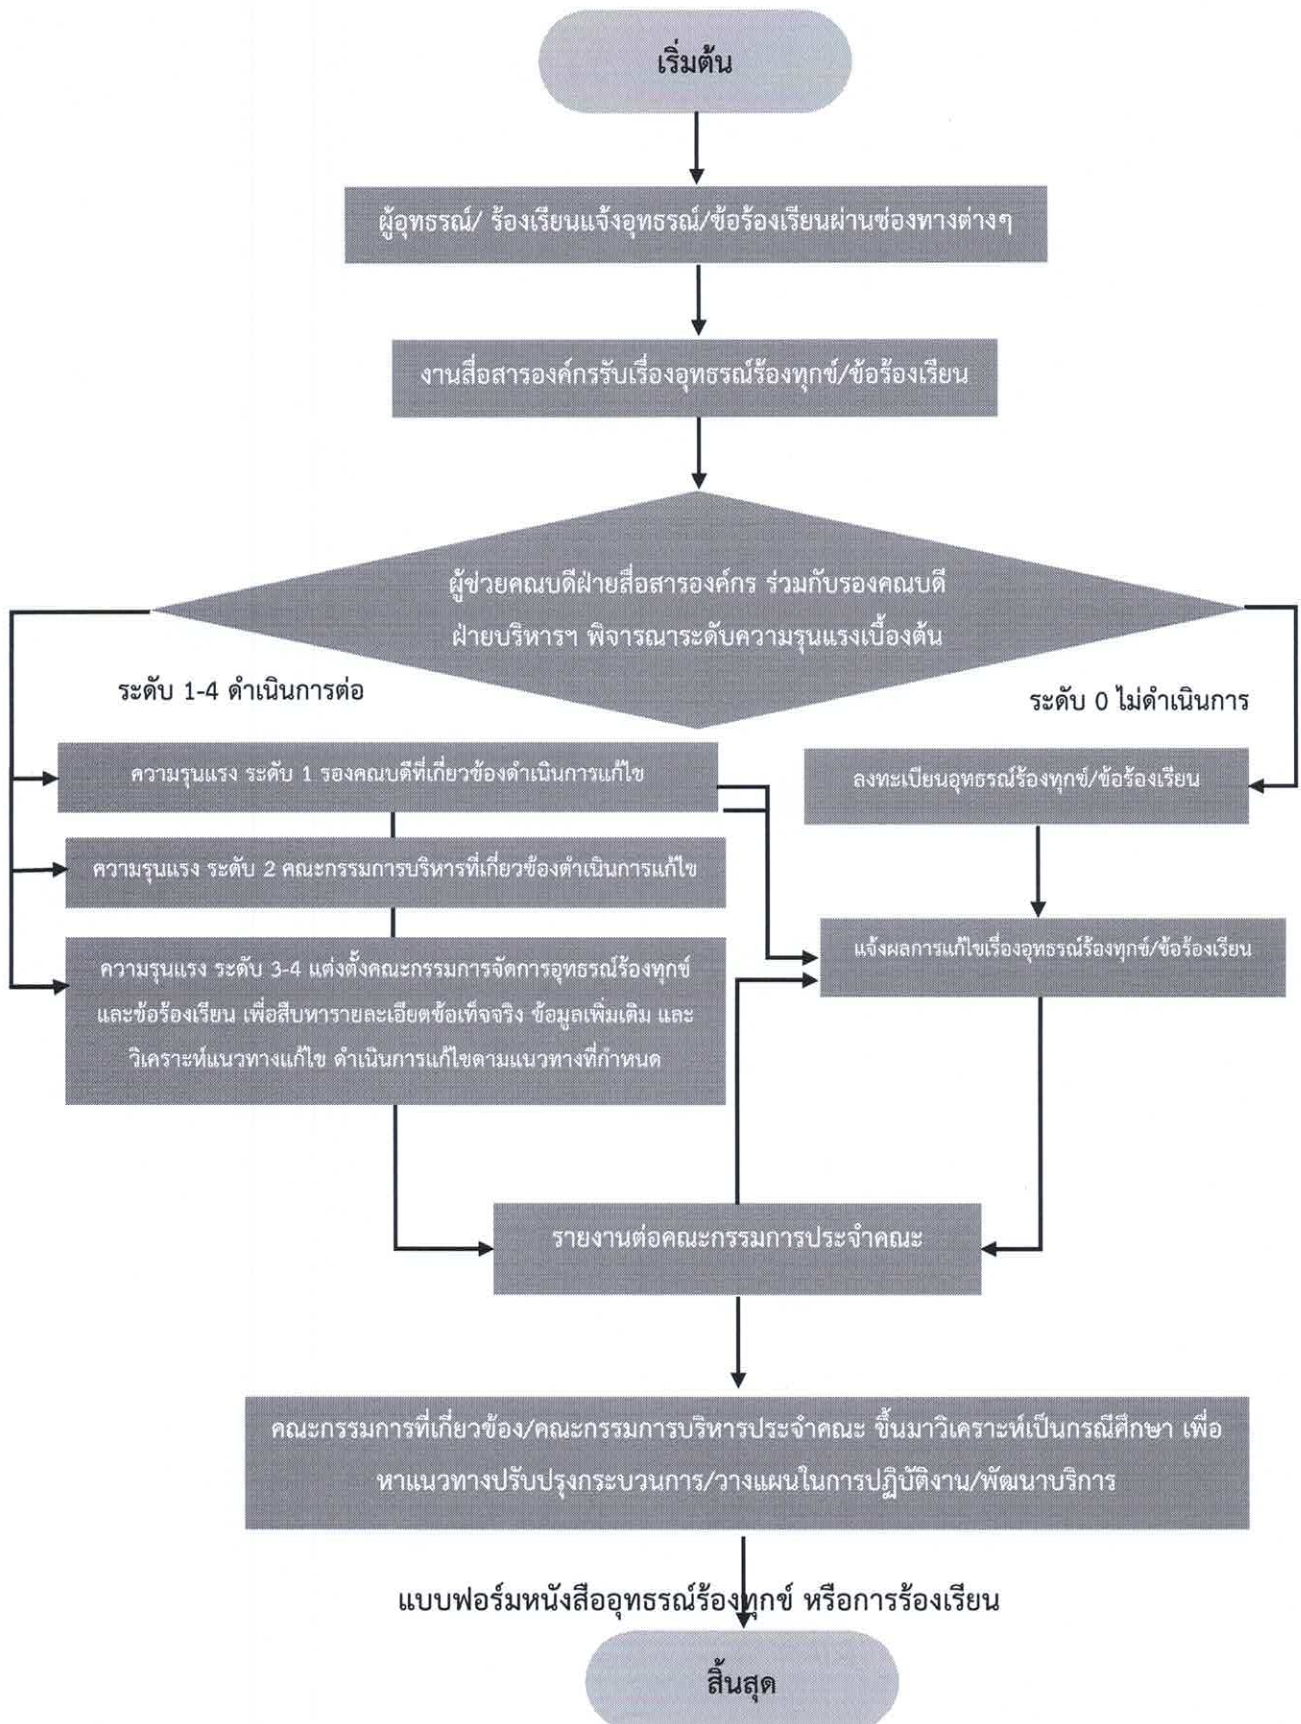 เริ่มต้น
ผู้อุทธรณ์/ ร้องเรียนแจ้งอุทธรณ์/ข้อร้องเรียนผ่านช่องทางต่างๆ
งานสื่อสารองค์กรรับเรื่องอุทธรณ์ร้องทุกข์/ข้อร้องเรียน
ผู้ช่วยคณบดีฝ่ายสื่อสารองค์กร ร่วมกับรองคณบดี
ฝ่ายบริหารฯ พิจารณาระดับความรุนแรงเบื้องต้น
ระดับ 1-4 ดำเนินการต่อ
ระดับ 0 ไม่ดำเนินการ
ความรุนแรง ระดับ 1 รองคณบดีที่เกี่ยวข้องดำเนินการแก้ไข
ลงทะเบียนอุทธรณ์ร้องทุกข์/ข้อร้องเรียน
ความรุนแรง ระดับ 2 คณะกรรมการบริหารที่เกี่ยวข้องดำเนินการแก้ไข
แจ้งผลการแก้ไขเรื่องอุทธรณ์ร้องทุกข์/ข้อร้องเรียน
ความรุนแรง ระดับ 3-4 แต่งตั้งคณะกรรมการจัดการอุทธรณ์ร้องทุกข์
และข้อร้องเรียน เพื่อสืบหารายละเอียดข้อเท็จจริง ข้อมูลเพิ่มเติม และ
วิเคราะห์แนวทางแก้ไข ดำเนินการแก้ไขตามแนวทางที่กำหนด
รายงานต่อคณะกรรมการประจำคณะ
คณะกรรมการที่เกี่ยวข้อง/คณะกรรมการบริหารประจำคณะ ขึ้นมาวิเคราะห์เป็นกรณีศึกษา เพื่อ
หาแนวทางปรับปรุงกระบวนการ/วางแผนในการปฏิบัติงาน/พัฒนาบริการ
แบบฟอร์มหนังสืออุทธรณ์ร้องทุกข์ หรือการร้องเรียน
สิ้นสุด